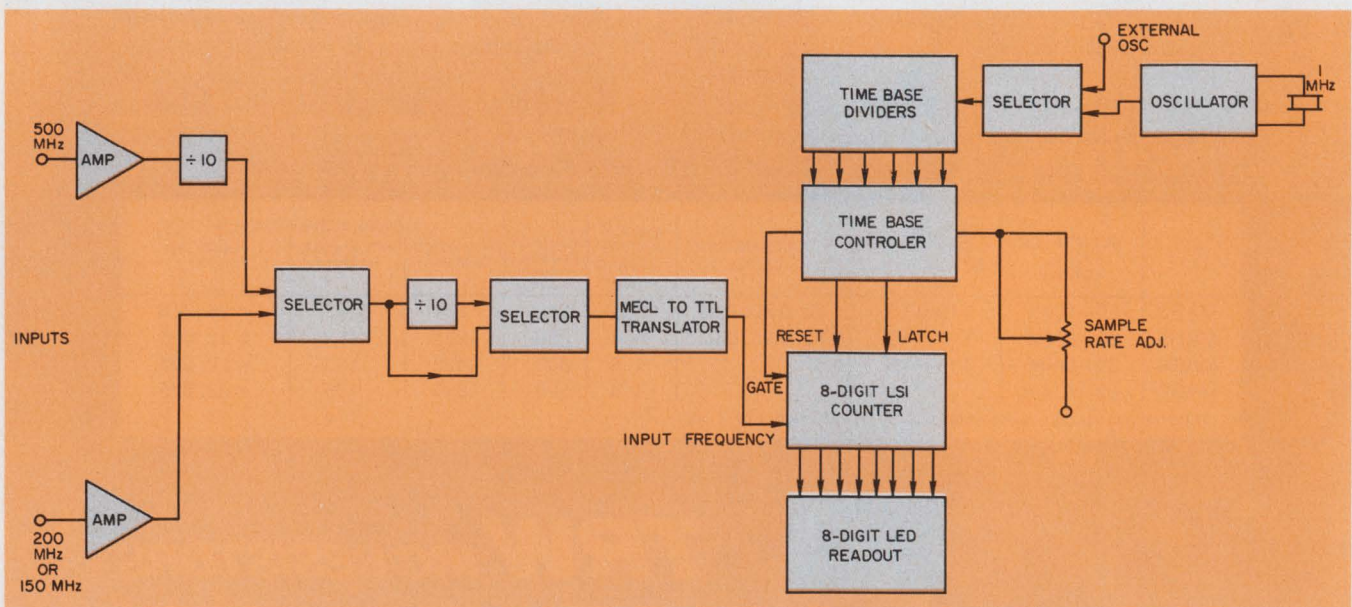 EXTERNAL
OSC
TIME BASE
DIVIDERS
SELECTOR
OSCILLATOR
1
MHz
500
MHz
AMP
÷ 10
TIME BASE
CONTROLER
SELECTOR
÷ 10
SELECTOR
MECL TO TTL
TRANSLATOR
INPUTS
RESET
LATCH
SAMPLE
RATE ADJ.
GATE
8-DIGIT LSI
COUNTER
INPUT FREQUENCY
AMP
200
MHz
OR
150 MHz
8-DIGIT LED
READOUT